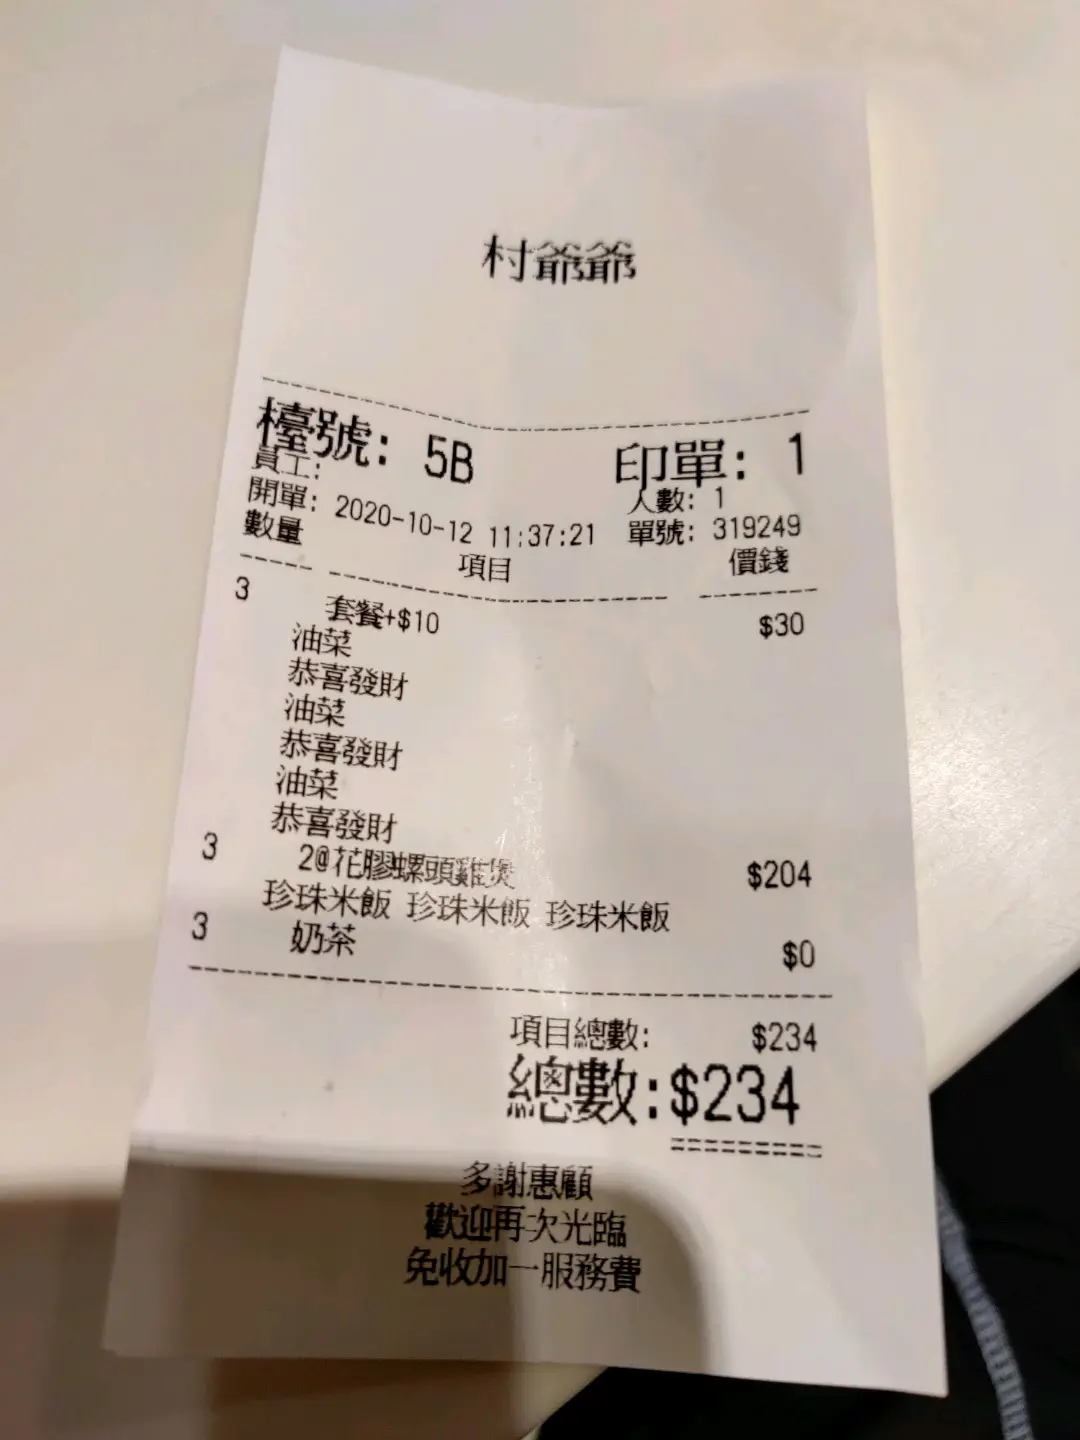 村爺爺
檯號: 5B 印單: 1
員工: 人數: 1
開單: 2020-10-12 11:37:21 單號: 319249
數量 項目 價錢
3 套餐+$10 $30
油菜
恭喜發財
油菜
恭喜發財
油菜
恭喜發財
3 2@花膠螺頭雞煲 $204
珍珠米飯 珍珠米飯 珍珠米飯
3 奶茶 $0
項目總數: $234
總數:$234
多謝惠顧
歡迎再次光臨
免收加一服務費